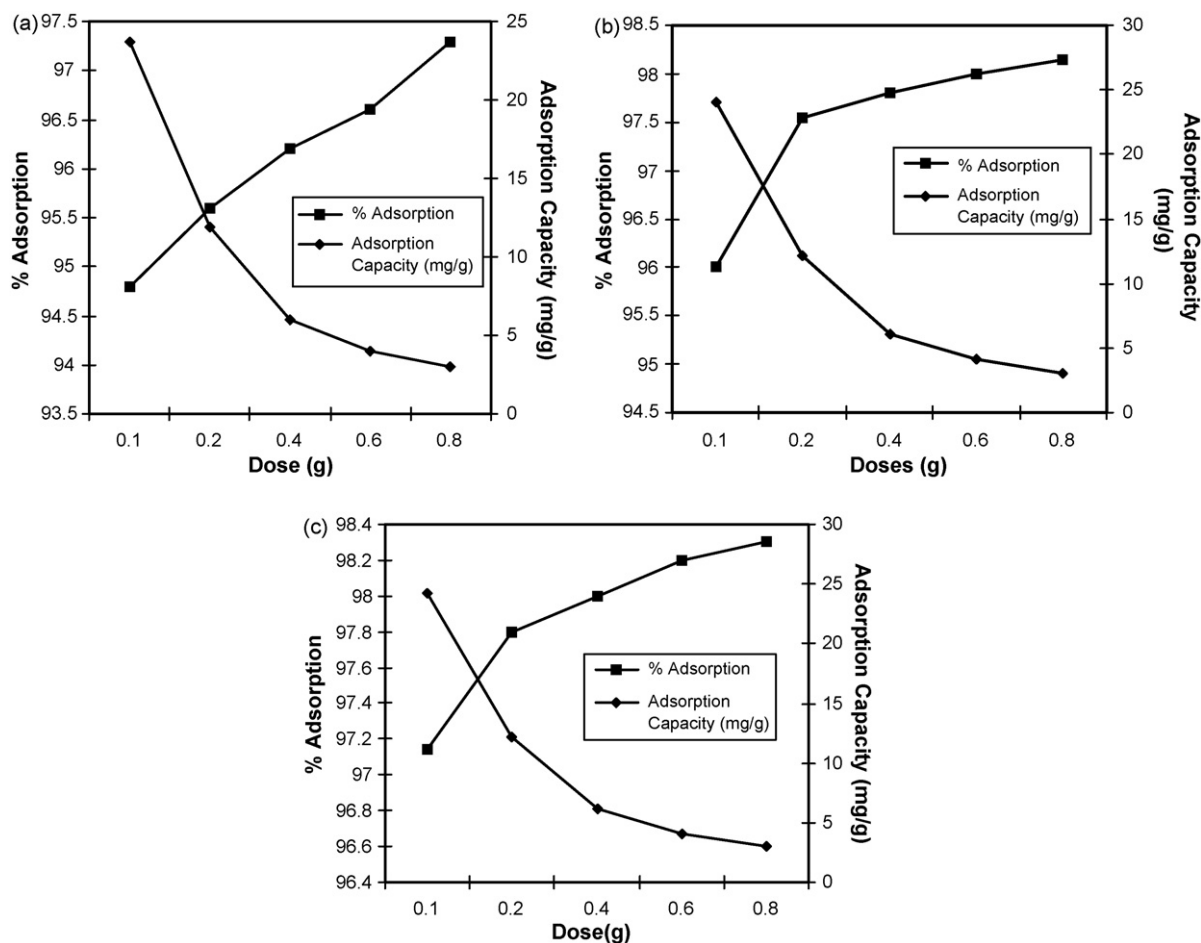 (a)
97.5
97
96.5
96
95.5
95
94.5
94
93.5
% Adsorption
25
20
15
10
5
0
Adsorption Capacity (mg/g)
% Adsorption
Adsorption
Capacity (mg/g)
0.1 0.2 0.4 0.6 0.8
Dose (g)
(b)
98.5
98
97.5
97
96.5
96
95.5
95
94.5
% Adsorption
30
25
20
15
10
5
0
Adsorption Capacity
(mg/g)
% Adsorption
Adsorption
Capacity (mg/g)
0.1 0.2 0.4 0.6 0.8
Doses (g)
(c)
98.4
98.2
98
97.8
97.6
97.4
97.2
97
96.8
96.6
96.4
% Adsorption
30
25
20
15
10
5
0
Adsorption Capacity (mg/g)
% Adsorption
Adsorption
Capacity (mg/g)
0.1 0.2 0.4 0.6 0.8
Dose(g)